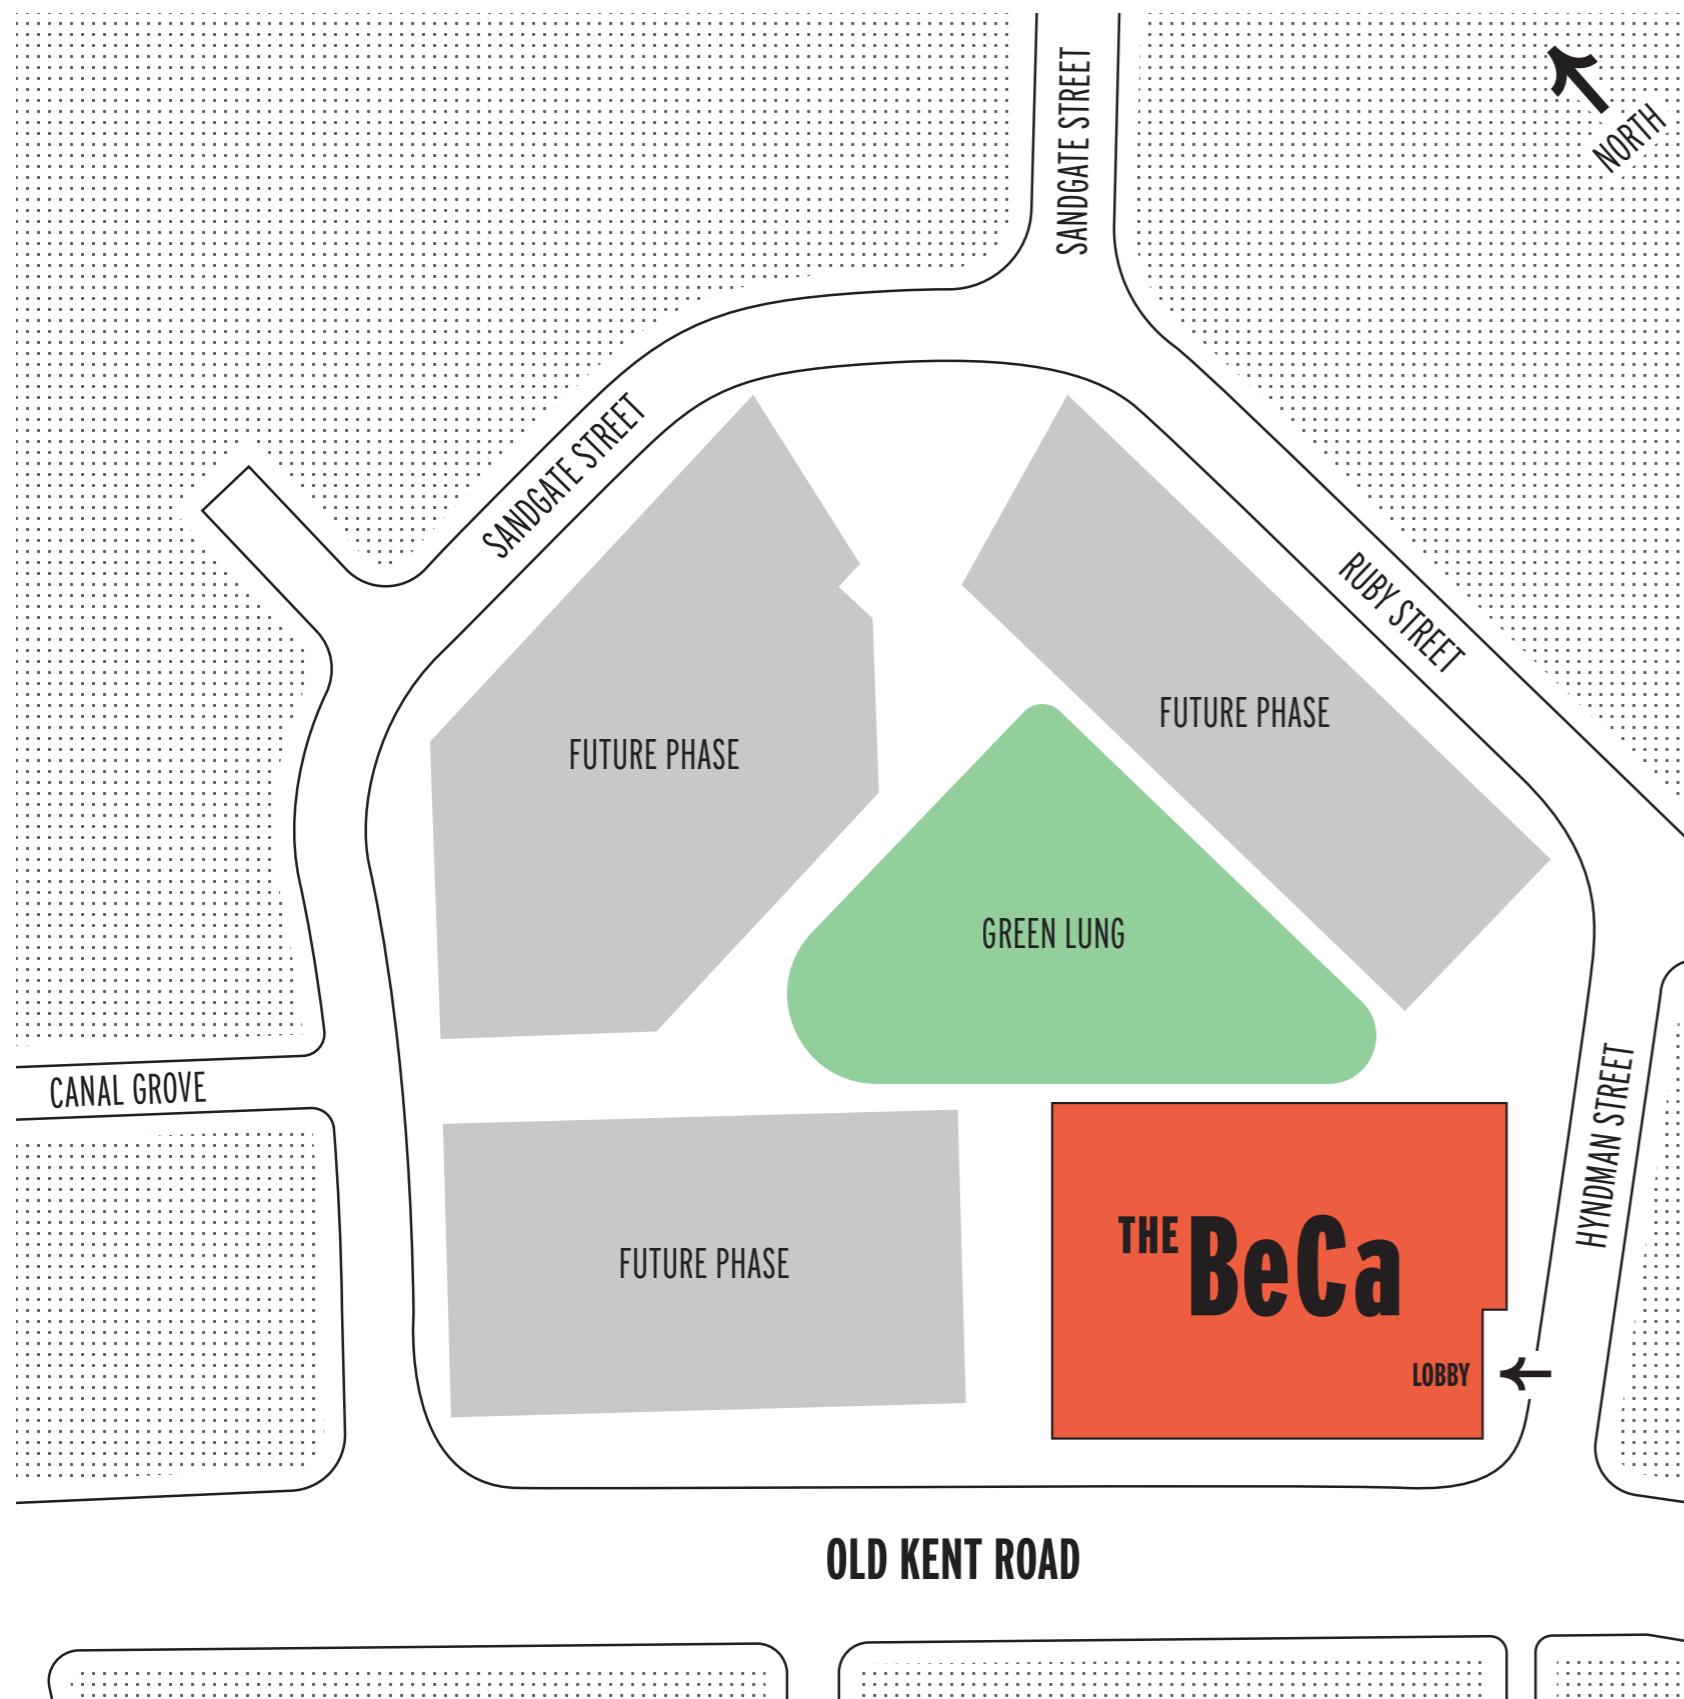 SANDGATE STREET
NORTH
SANDGATE STREET
RUBY STREET
FUTURE PHASE
FUTURE PHASE
GREEN LUNG
CANAL GROVE
HYNDMAN STREET
FUTURE PHASE
THE BeCa
LOBBY
OLD KENT ROAD